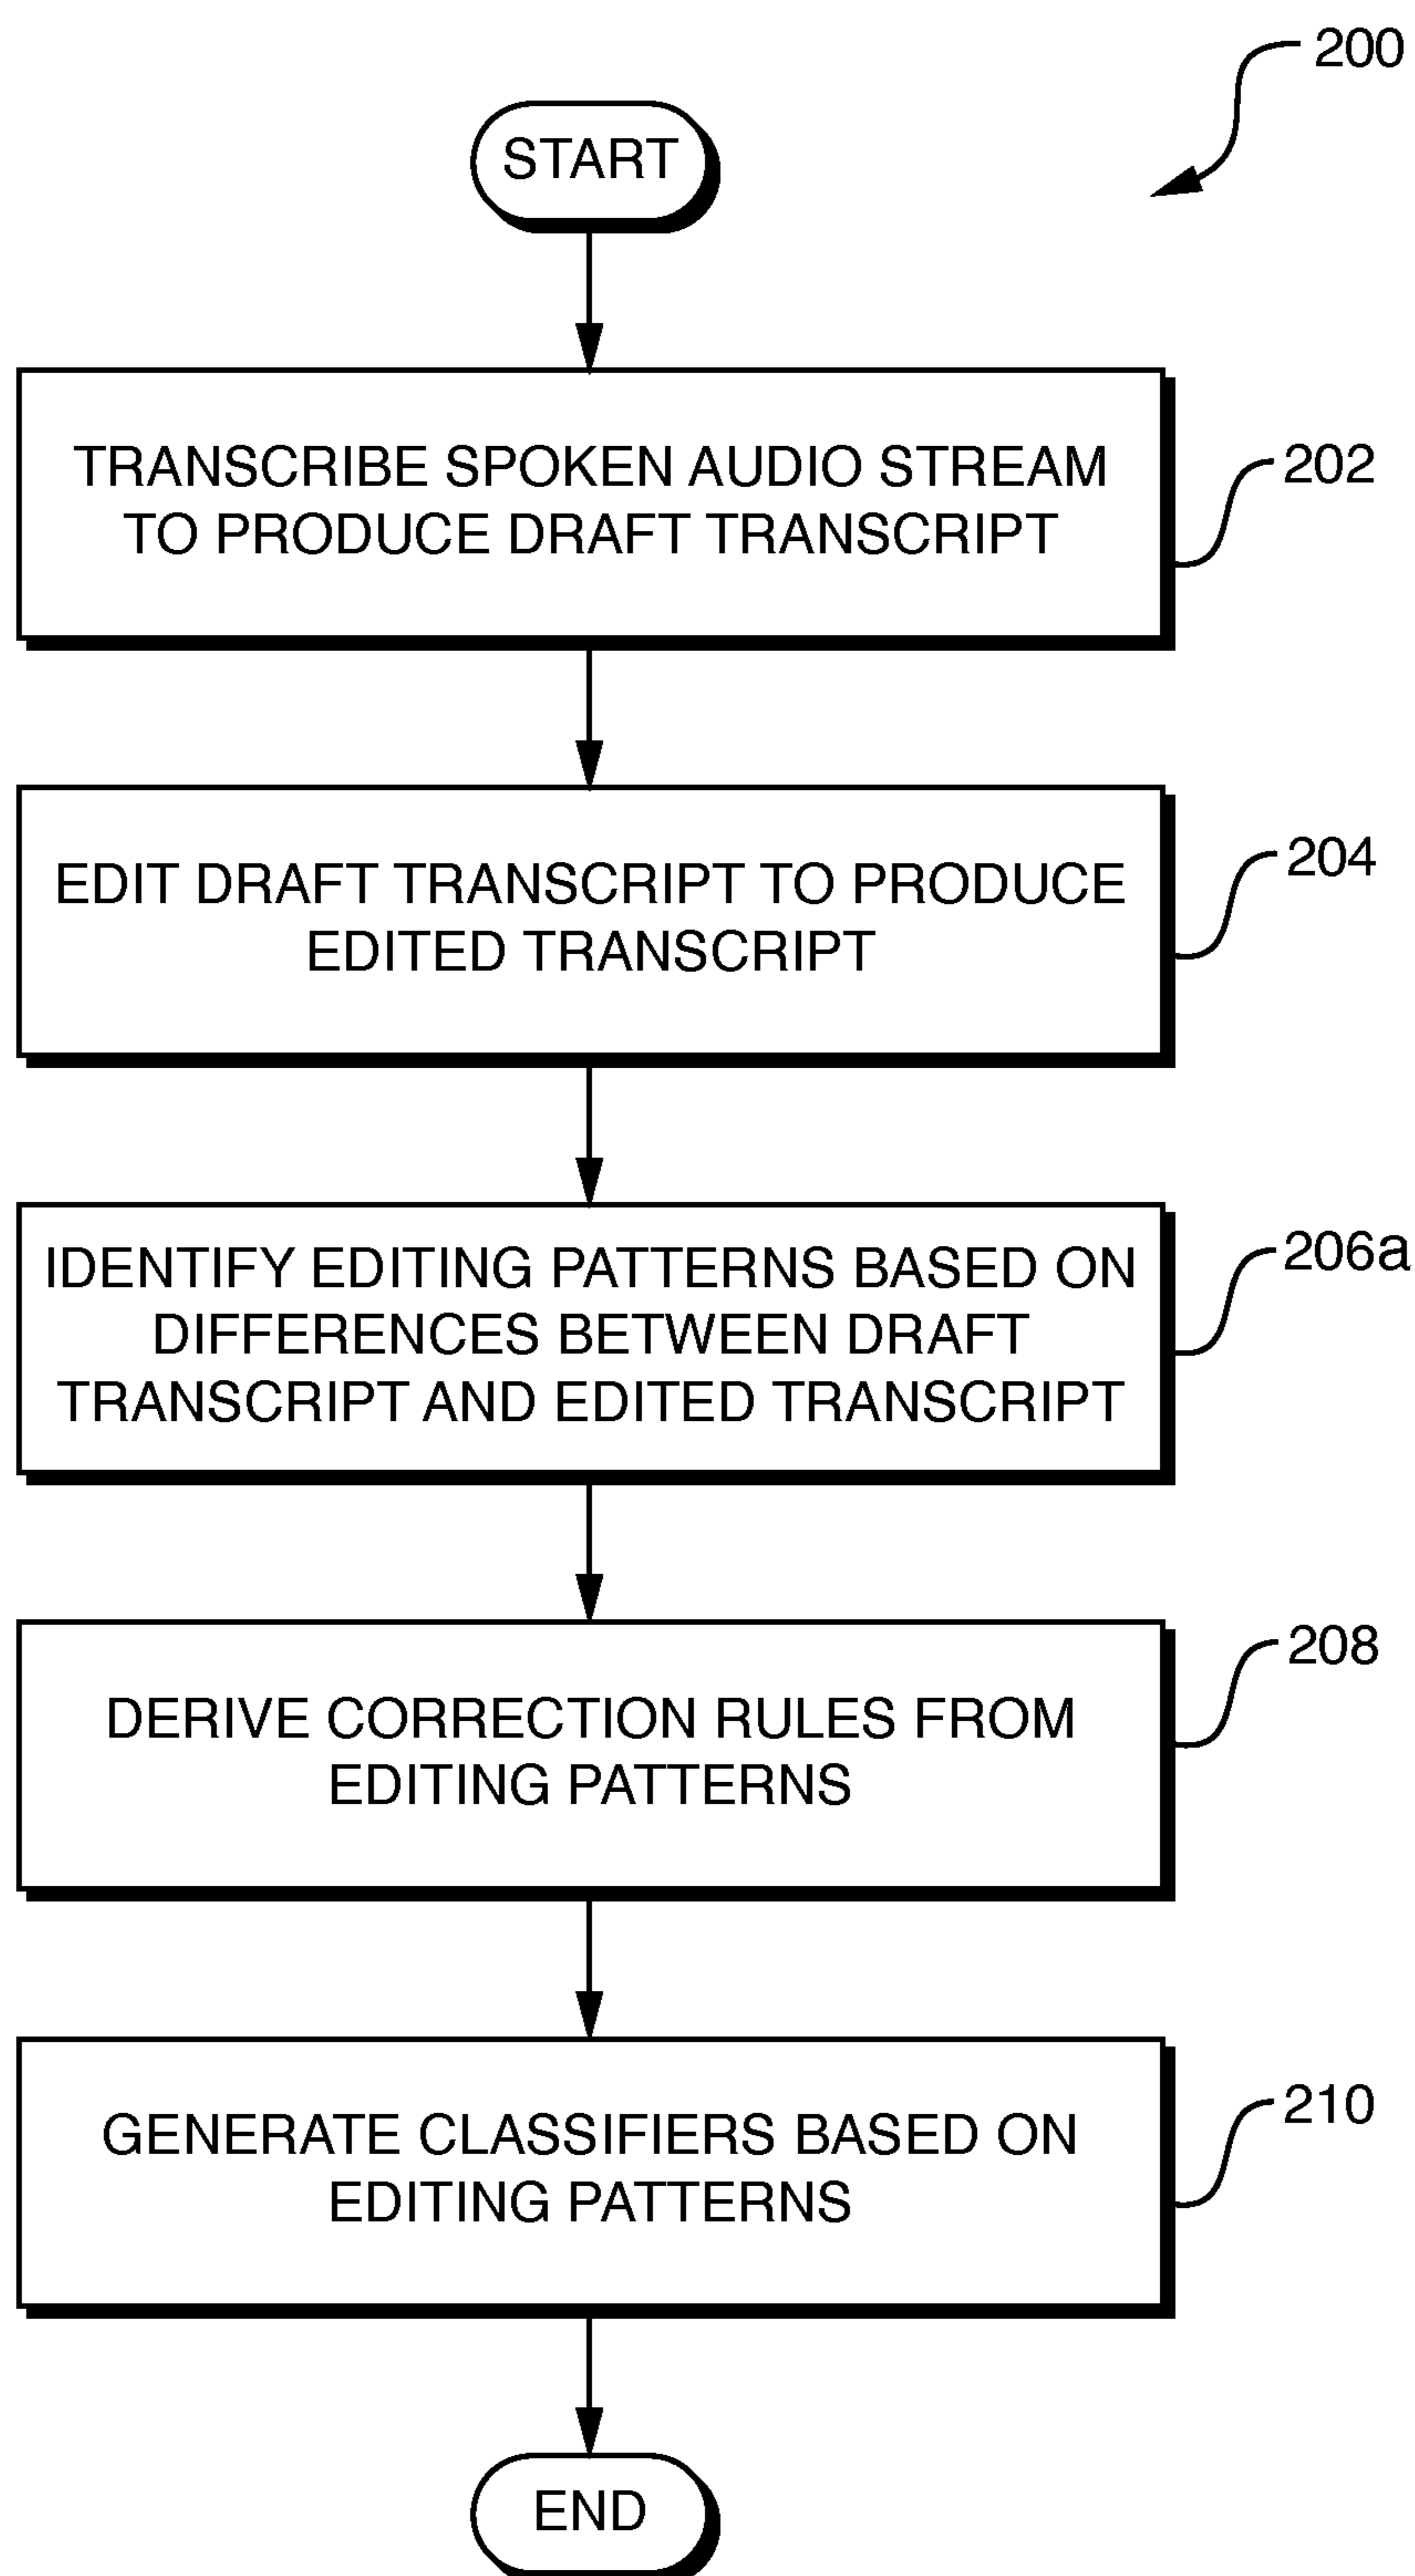 200
START
TRANSCRIBE SPOKEN AUDIO STREAM
TO PRODUCE DRAFT TRANSCRIPT
202
EDIT DRAFT TRANSCRIPT TO PRODUCE
EDITED TRANSCRIPT
204
IDENTIFY EDITING PATTERNS BASED ON
DIFFERENCES BETWEEN DRAFT
TRANSCRIPT AND EDITED TRANSCRIPT
206a
DERIVE CORRECTION RULES FROM
EDITING PATTERNS
208
GENERATE CLASSIFIERS BASED ON
EDITING PATTERNS
210
END